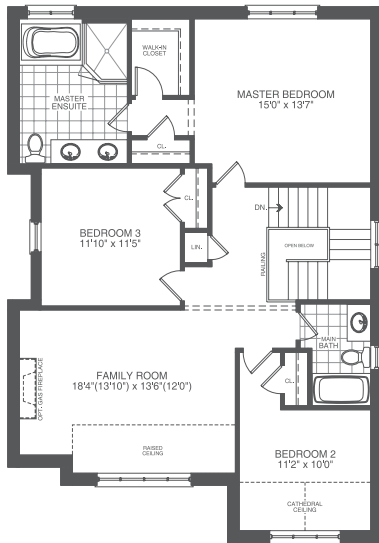 WALK-IN
CLOSET
MASTER BEDROOM
15'0" x 13'7"
MASTER
ENSUITE
CL.
CL.
DN.
BEDROOM 3
11'10" x 11'5"
LIN.
OPEN BELOW
RAILING
MAIN
BATH
FAMILY ROOM
18'4"(13'10") x 13'6"(12'0")
OPT. GAS FIREPLACE
CL.
RAISED
CEILING
BEDROOM 2
11'2" x 10'0"
CATHEDRAL
CEILING